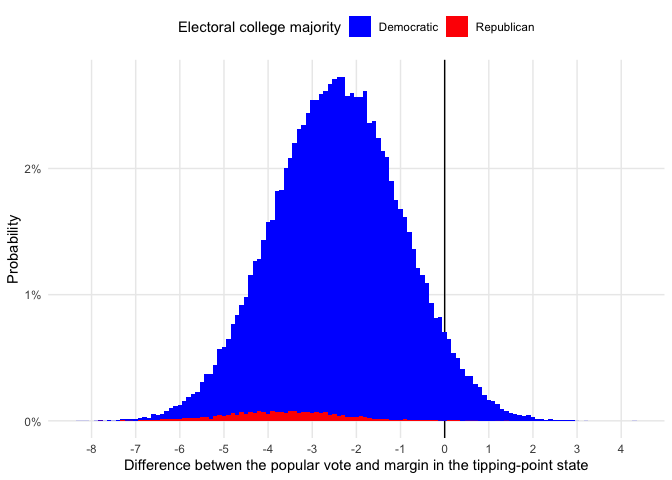 Electoral college majority Democratic Republican
Probability
2%
1%
0%
-8 -7 -6 -5 -4 -3 -2 -1 0 1 2 3 4
Difference betwen the popular vote and margin in the tipping-point state